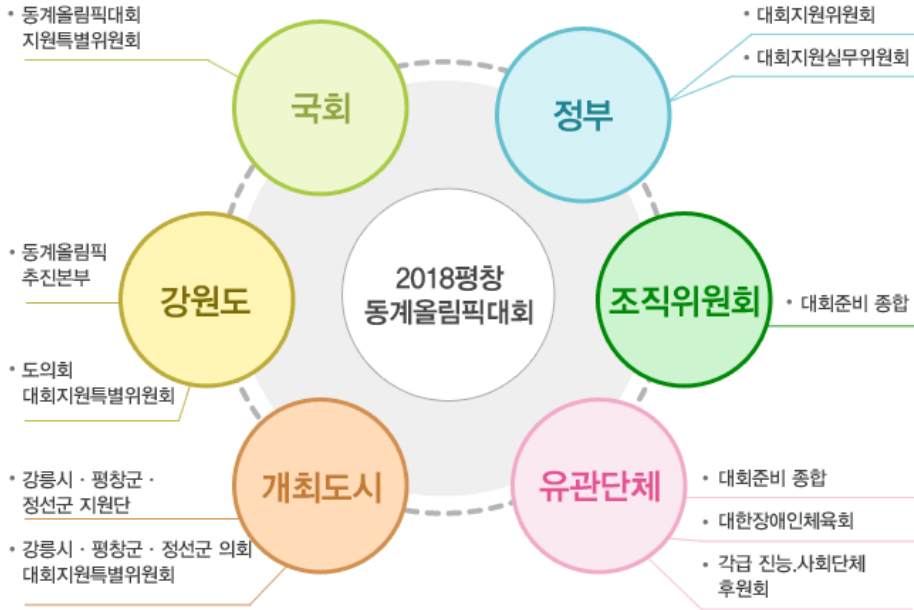 동계올림픽대회
지원특별위원회
대회지원위원회
대회지원실무위원회
국회
정부
동계올림픽
추진본부
강원도
2018평창
동계올림픽대회
조직위원회
대회준비 종합
도의회
대회지원특별위원회
개최도시
유관단체
강릉시 · 평창군 ·
정선군 지원단
강릉시 · 평창군 · 정선군 의회
대회지원특별위원회
대회준비 종합
대한장애인체육회
각급 진능.사회단체
후원회